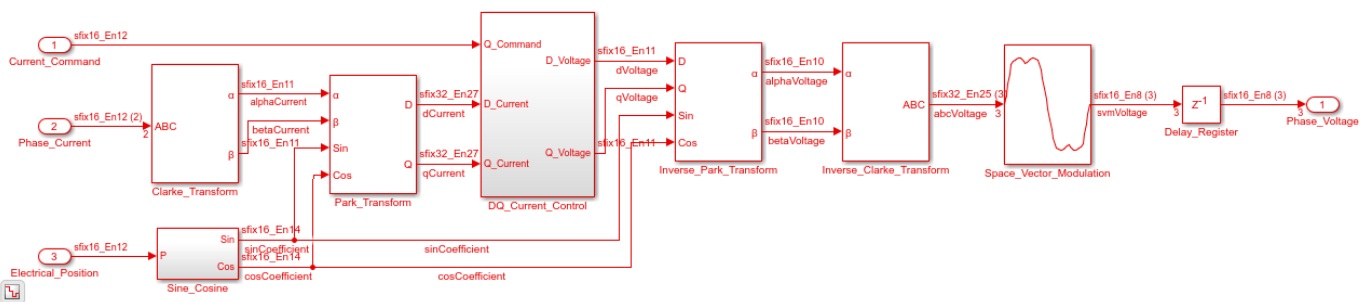 sfix16_En12
1
Current_Command
sfix16_En12 (2)
2
Phase_Current
2
ABC
α
β
Clarke_Transform
sfix16_En11
alphaCurrent
betaCurrent
sfix16_En11
α
β
Sin
Cos
D
Q
Park_Transform
sfix32_En27
dCurrent
sfix32_En27
qCurrent
Q_Command
D_Current
Q_Current
D_Voltage
Q_Voltage
DQ_Current_Control
sfix16_En11
dVoltage
qVoltage
sfix16_En11
D
Q
Sin
Cos
α
β
Inverse_Park_Transform
sfix16_En10
alphaVoltage
sfix16_En10
betaVoltage
α
β
ABC
Inverse_Clarke_Transform
sfix32_En25 (3)
abcVoltage
3
Space_Vector_Modulation
sfix16_En8 (3)
svmVoltage
3
z-1
Delay_Register
sfix16_En8 (3)
3
1
Phase_Voltage
sfix16_En12
3
Electrical_Position
P
Sin
Cos
Sine_Cosine
sfix16_En14
sinCoefficient
sfix16_En14
cosCoefficient
sinCoefficient
cosCoefficient